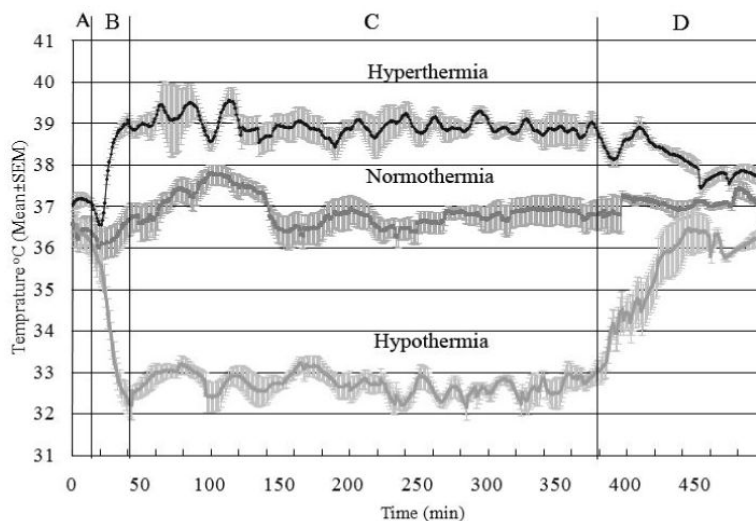 A B C D
41
40
39
38
37
36
35
34
33
32
31
Temprature °C (Mean±SEM)
Hyperthermia
Normothermia
Hypothermia
0 50 100 150 200 250 300 350 400 450
Time (min)